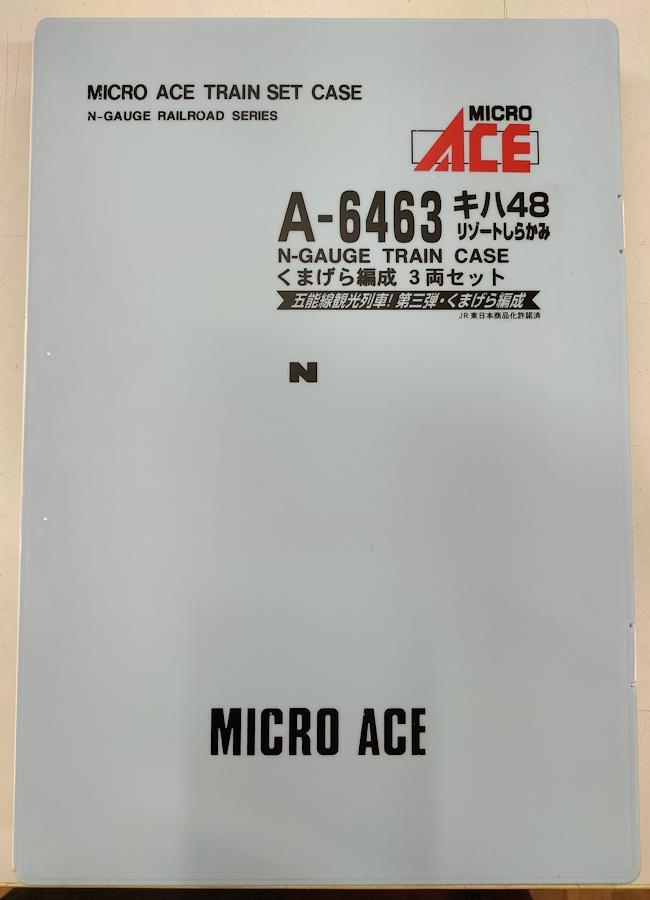 MICRO ACE TRAIN SET CASE
N-GAUGE RAILROAD SERIES
MICRO
ACE
A-6463 キハ48
リゾートしらかみ
N-GAUGE TRAIN CASE
くまげら編成 3両セット
五能線観光列車!第三弾・くまげら編成
JR東日本商品化許諾済
N
MICRO ACE